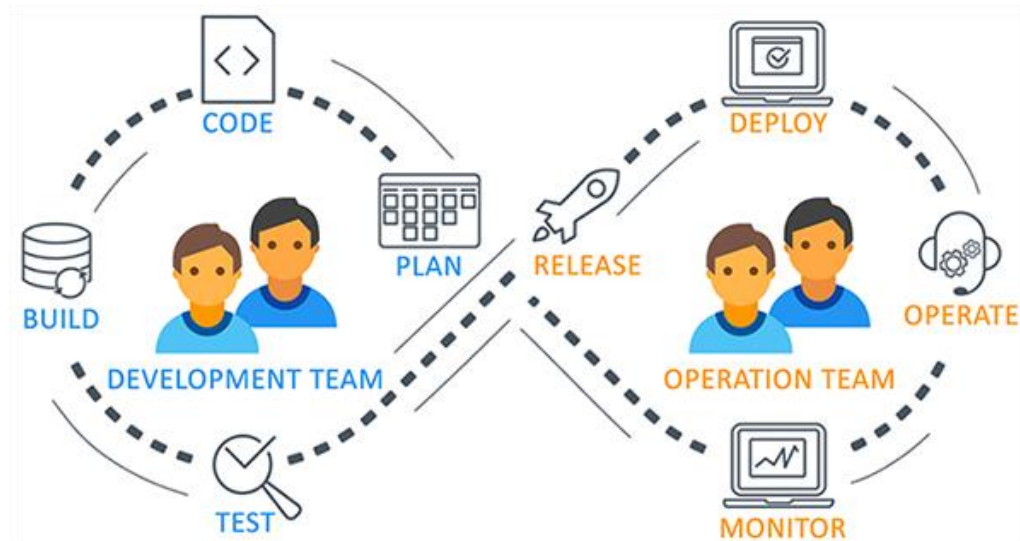 CODE
DEPLOY
PLAN
RELEASE
BUILD
OPERATE
DEVELOPMENT TEAM
OPERATION TEAM
TEST
MONITOR